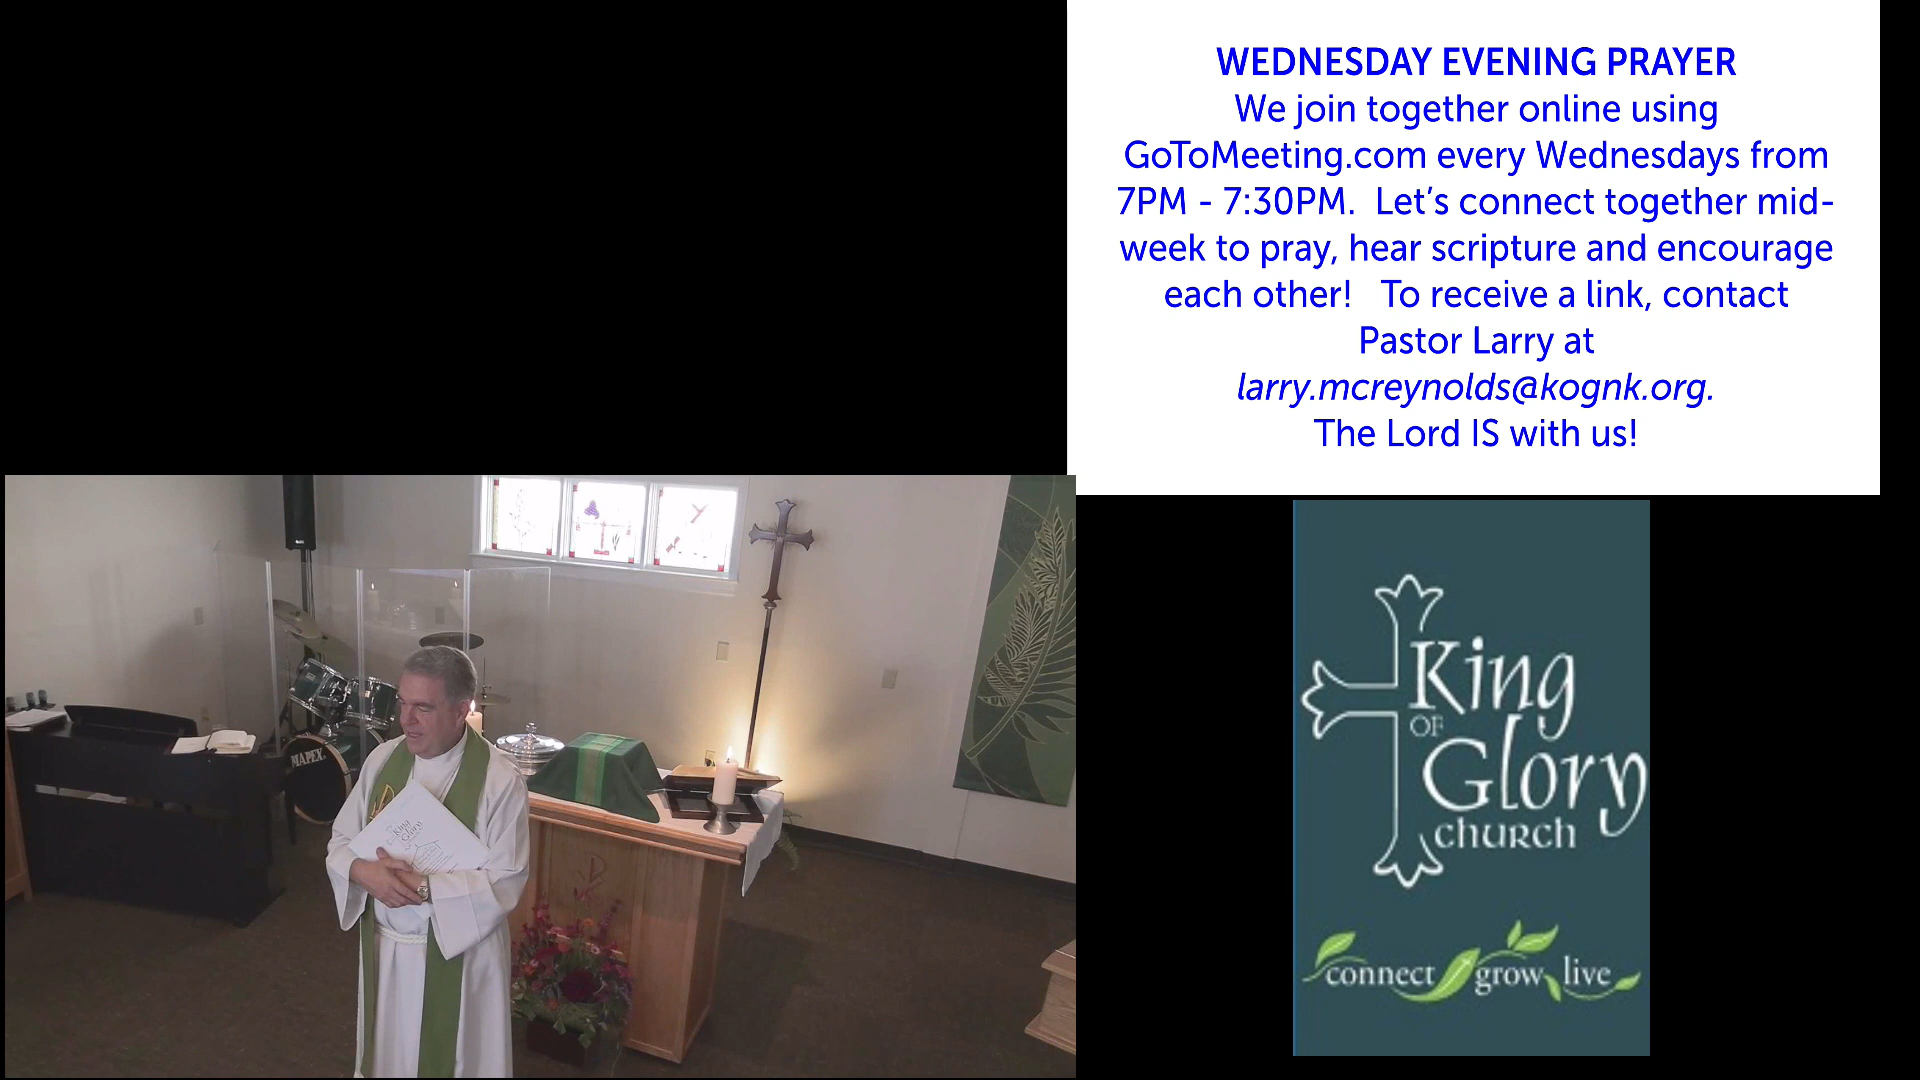 WEDNESDAY EVENING PRAYER
We join together online using
GoToMeeting.com every Wednesdays from
7PM - 7:30PM.  Let’s connect together mid-
week to pray, hear scripture and encourage
each other!   To receive a link, contact
Pastor Larry at
larry.mcreynolds@kognk.org.
The Lord IS with us!
MAPEX
King
Glory
King
OF
Glory
church
connect grow live